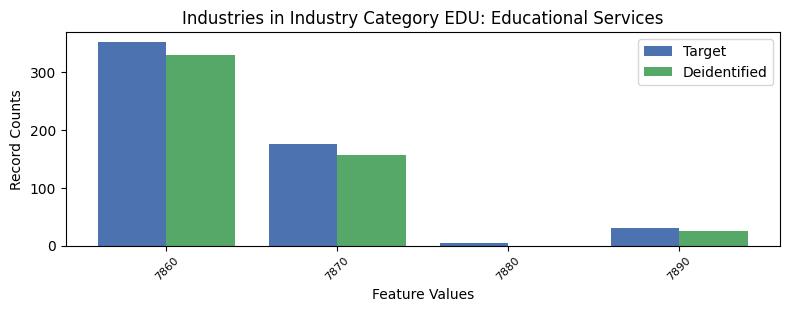 Industries in Industry Category EDU: Educational Services
Target
Deidentified
Record Counts
300
200
100
0
7860
7870
7880
7890
Feature Values